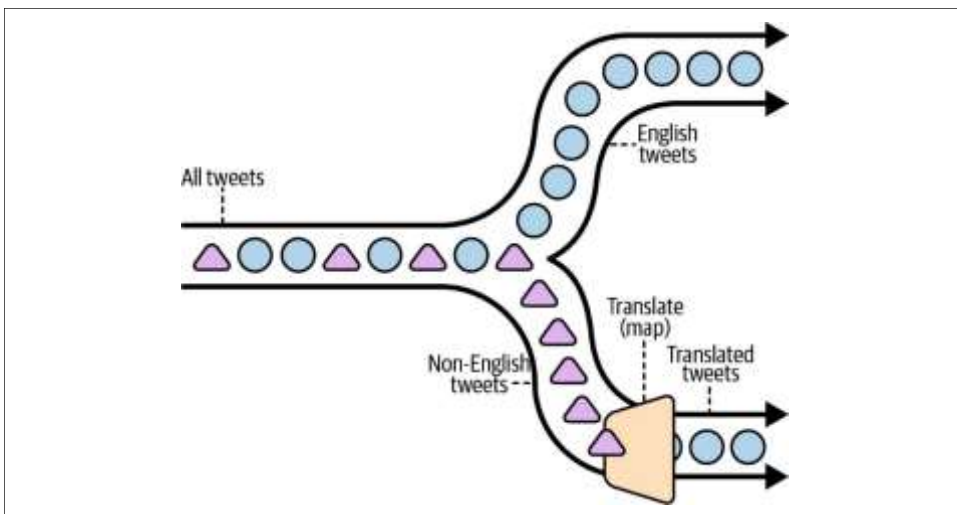 All tweets
English
tweets
Non-English
tweets
Translate
(map)
Translated
tweets